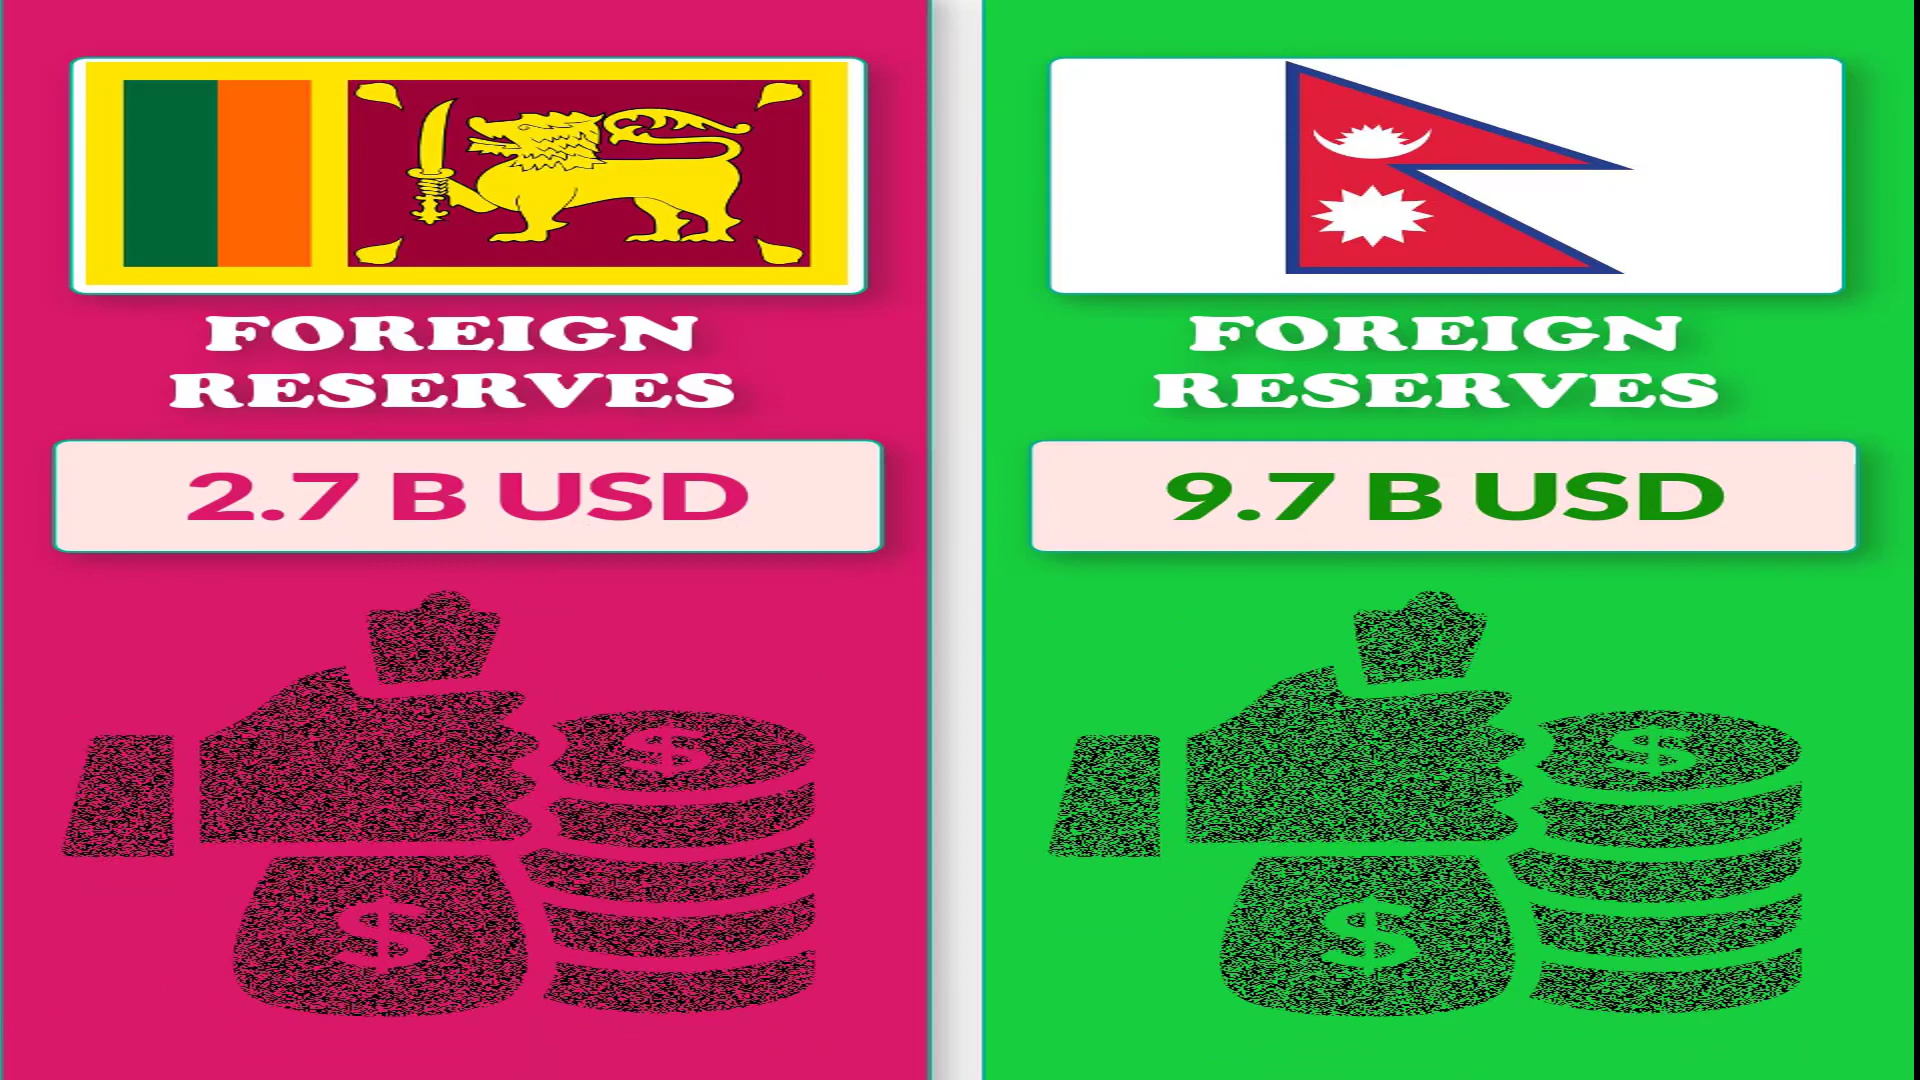 FOREIGN
RESERVES
2.7 B USD
$
$
FOREIGN
RESERVES
9.7 B USD
$
$